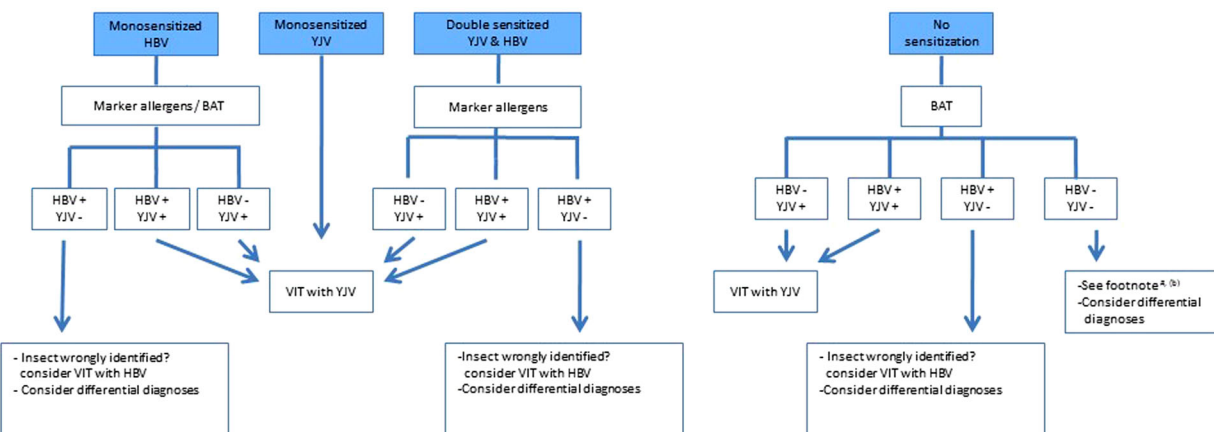 Monosensitized
HBV
Monosensitized
YJV
Double sensitized
YJV & HBV
No
sensitization
Marker allergens / BAT
Marker allergens
BAT
HBV +
YJV -
HBV +
YJV +
HBV -
YJV +
HBV -
YJV +
HBV +
YJV +
HBV +
YJV -
HBV -
YJV +
HBV +
YJV +
HBV +
YJV -
HBV -
YJV -
VIT with YJV
VIT with YJV
-See footnote a, (b)
-Consider differential
diagnoses
- Insect wrongly identified?
consider VIT with HBV
- Consider differential diagnoses
-Insect wrongly identified?
consider VIT with HBV
-Consider differential diagnoses
- Insect wrongly identified?
consider VIT with HBV
-Consider differential diagnoses